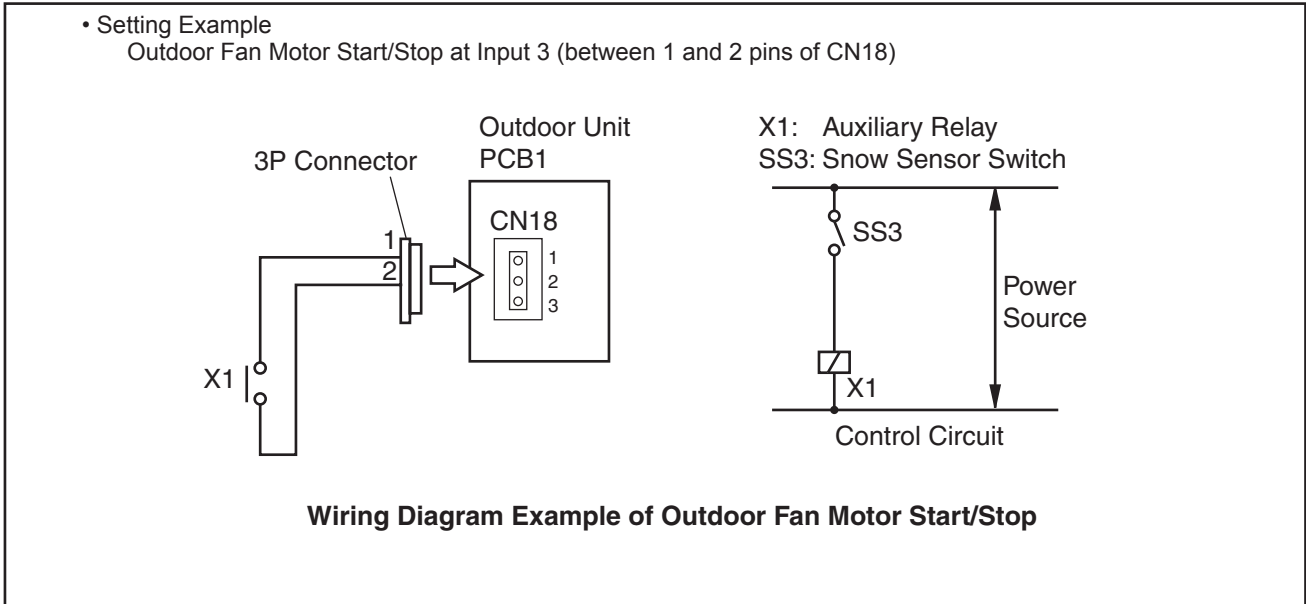 • Setting Example
Outdoor Fan Motor Start/Stop at Input 3 (between 1 and 2 pins of CN18)
3P Connector
Outdoor Unit
PCB1
CN18
1
2
3
1
2
X1
X1: Auxiliary Relay
SS3: Snow Sensor Switch
SS3
Power
Source
X1
Control Circuit
Wiring Diagram Example of Outdoor Fan Motor Start/Stop